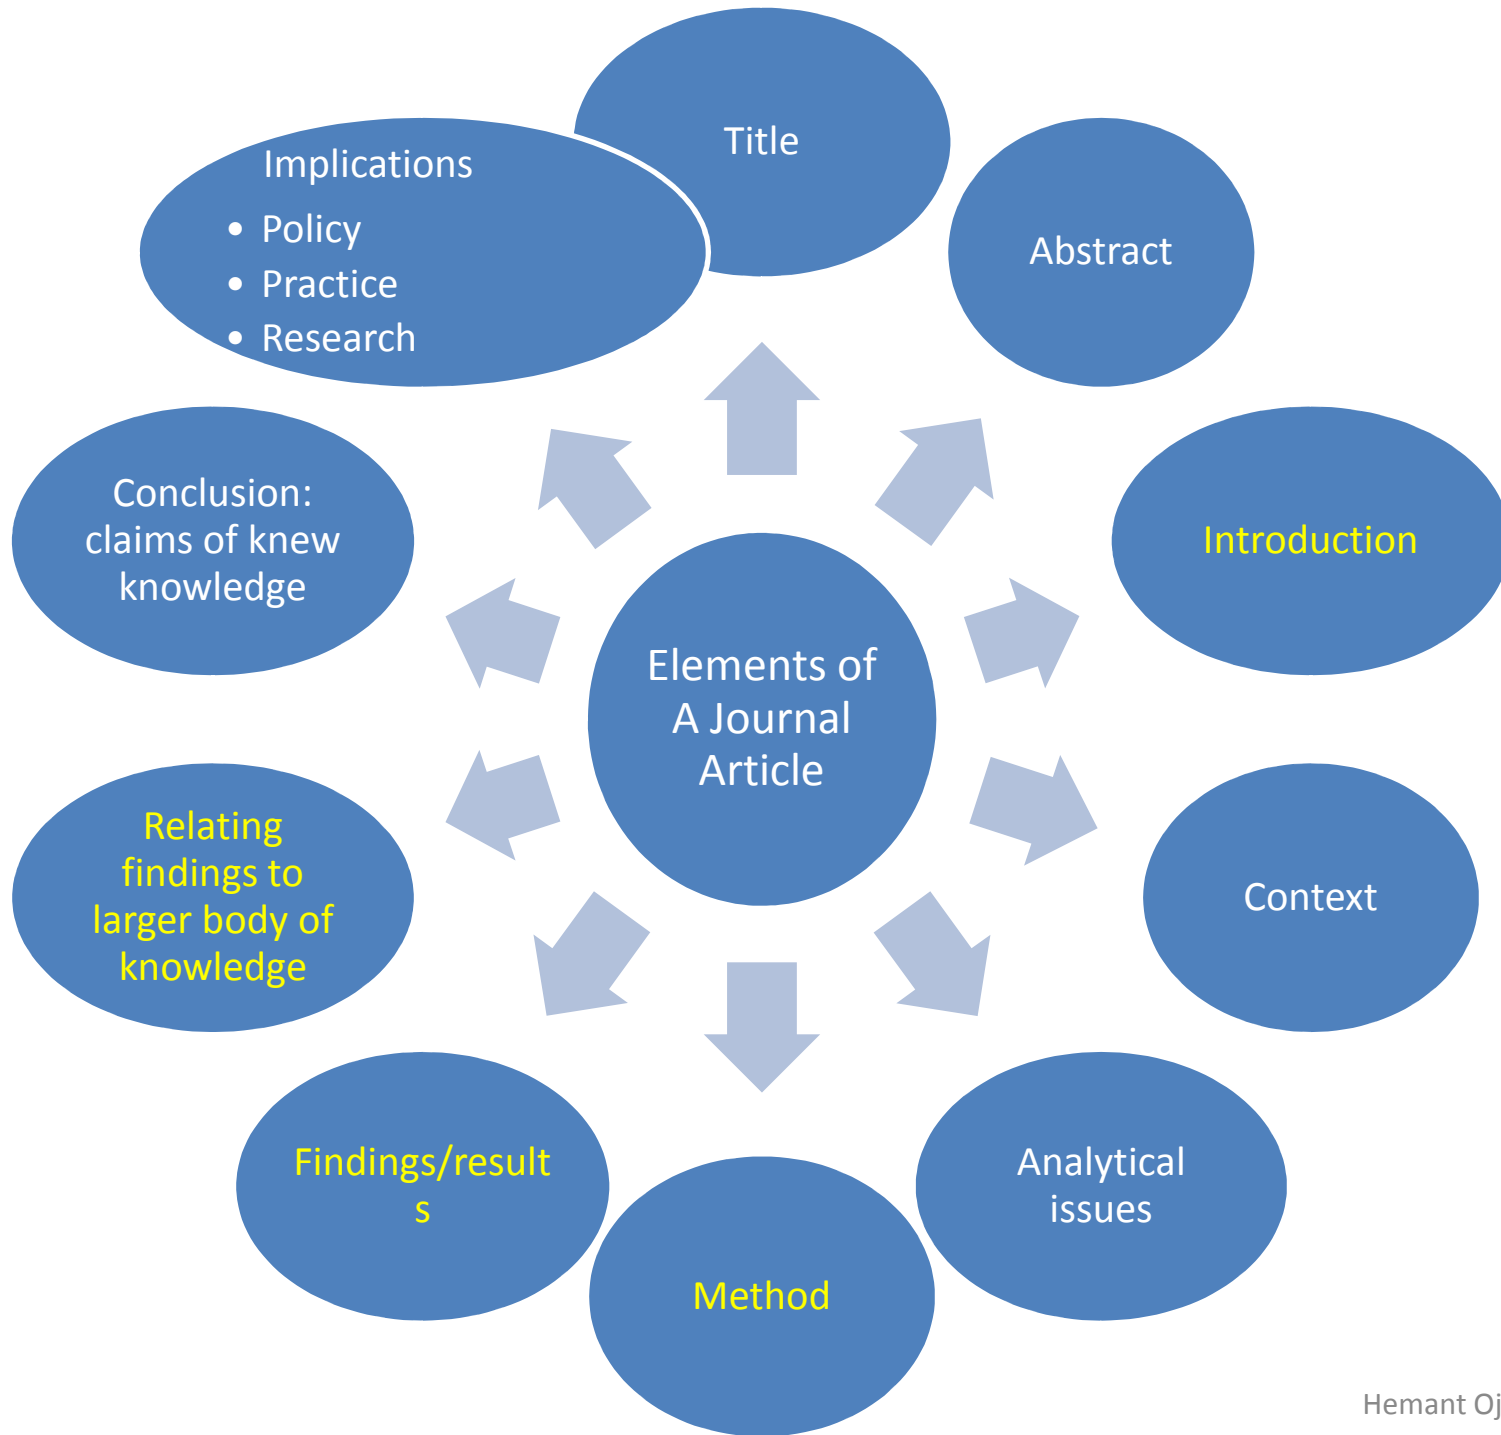 Title
Abstract
Introduction
Context
Analytical
issues
Method
Findings/result
s
Relating
findings to
larger body of
knowledge
Conclusion:
claims of knew
knowledge
Implications
• Policy
• Practice
• Research
Elements of
A Journal
Article
Hemant Oj